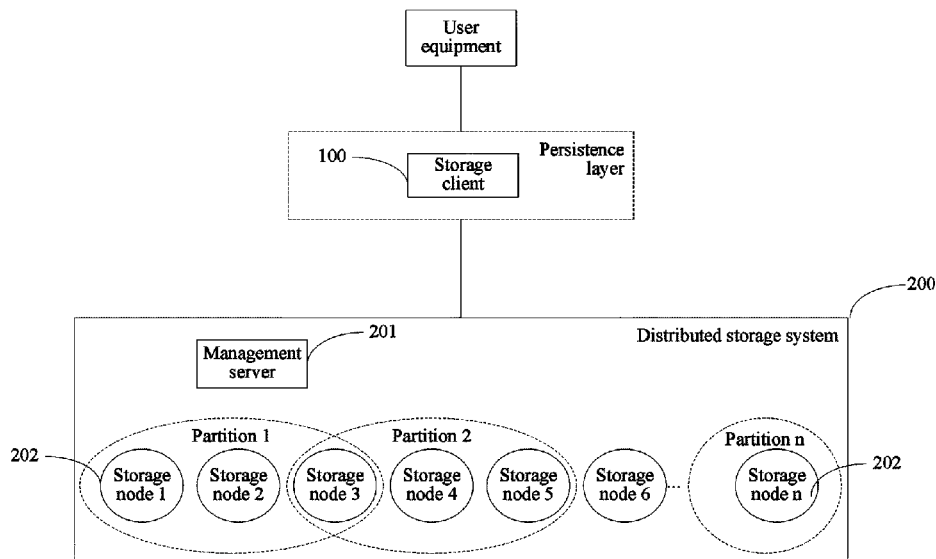 User
equipment
100
Storage
client
Persistence
layer
200
201
Management
server
Distributed storage system
Partition 1
Partition 2
Partition n
202
Storage
node 1
Storage
node 2
Storage
node 3
Storage
node 4
Storage
node 5
Storage
node 6
...
Storage
node n
202